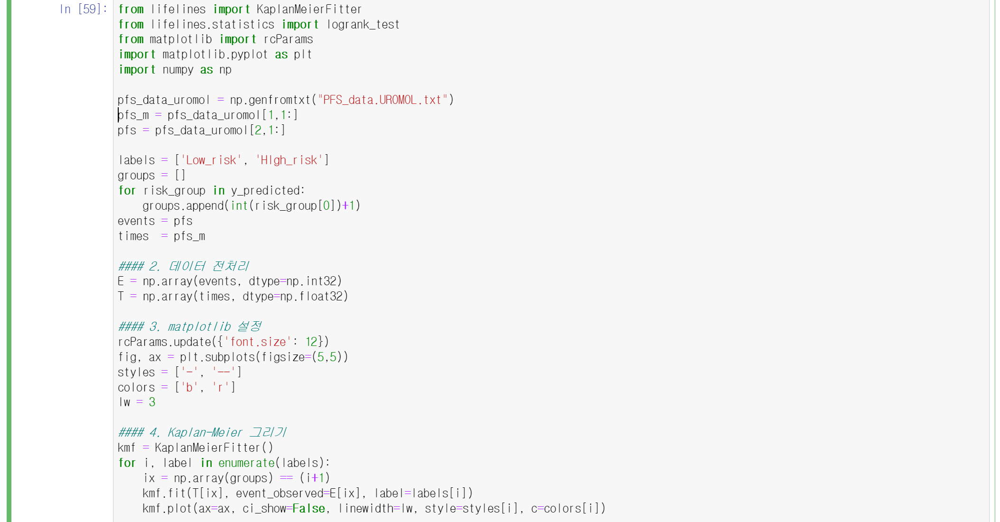 In [59]: from lifelines import KaplanMeierFitter
from lifelines.statistics import logrank_test
from matplotlib import rcParams
import matplotlib.pyplot as plt
import numpy as np

pfs_data_uromol = np.genfromtxt("PFS_data.UROMOL.txt")
pfs_m = pfs_data_uromol[1,1:]
pfs = pfs_data_uromol[2,1:]

labels = ['Low_risk', 'HIgh_risk']
groups = []
for risk_group in y_predicted:
    groups.append(int(risk_group[0])+1)
events = pfs
times  = pfs_m

#### 2. 데이터 전처리
E = np.array(events, dtype=np.int32)
T = np.array(times, dtype=np.float32)

#### 3. matplotlib 설정
rcParams.update({'font.size': 12})
fig, ax = plt.subplots(figsize=(5,5))
styles = ['-', '--']
colors = ['b', 'r']
lw = 3

#### 4. Kaplan-Meier 그리기
kmf = KaplanMeierFitter()
for i, label in enumerate(labels):
    ix = np.array(groups) == (i+1)
    kmf.fit(T[ix], event_observed=E[ix], label=labels[i])
    kmf.plot(ax=ax, ci_show=False, linewidth=lw, style=styles[i], c=colors[i])